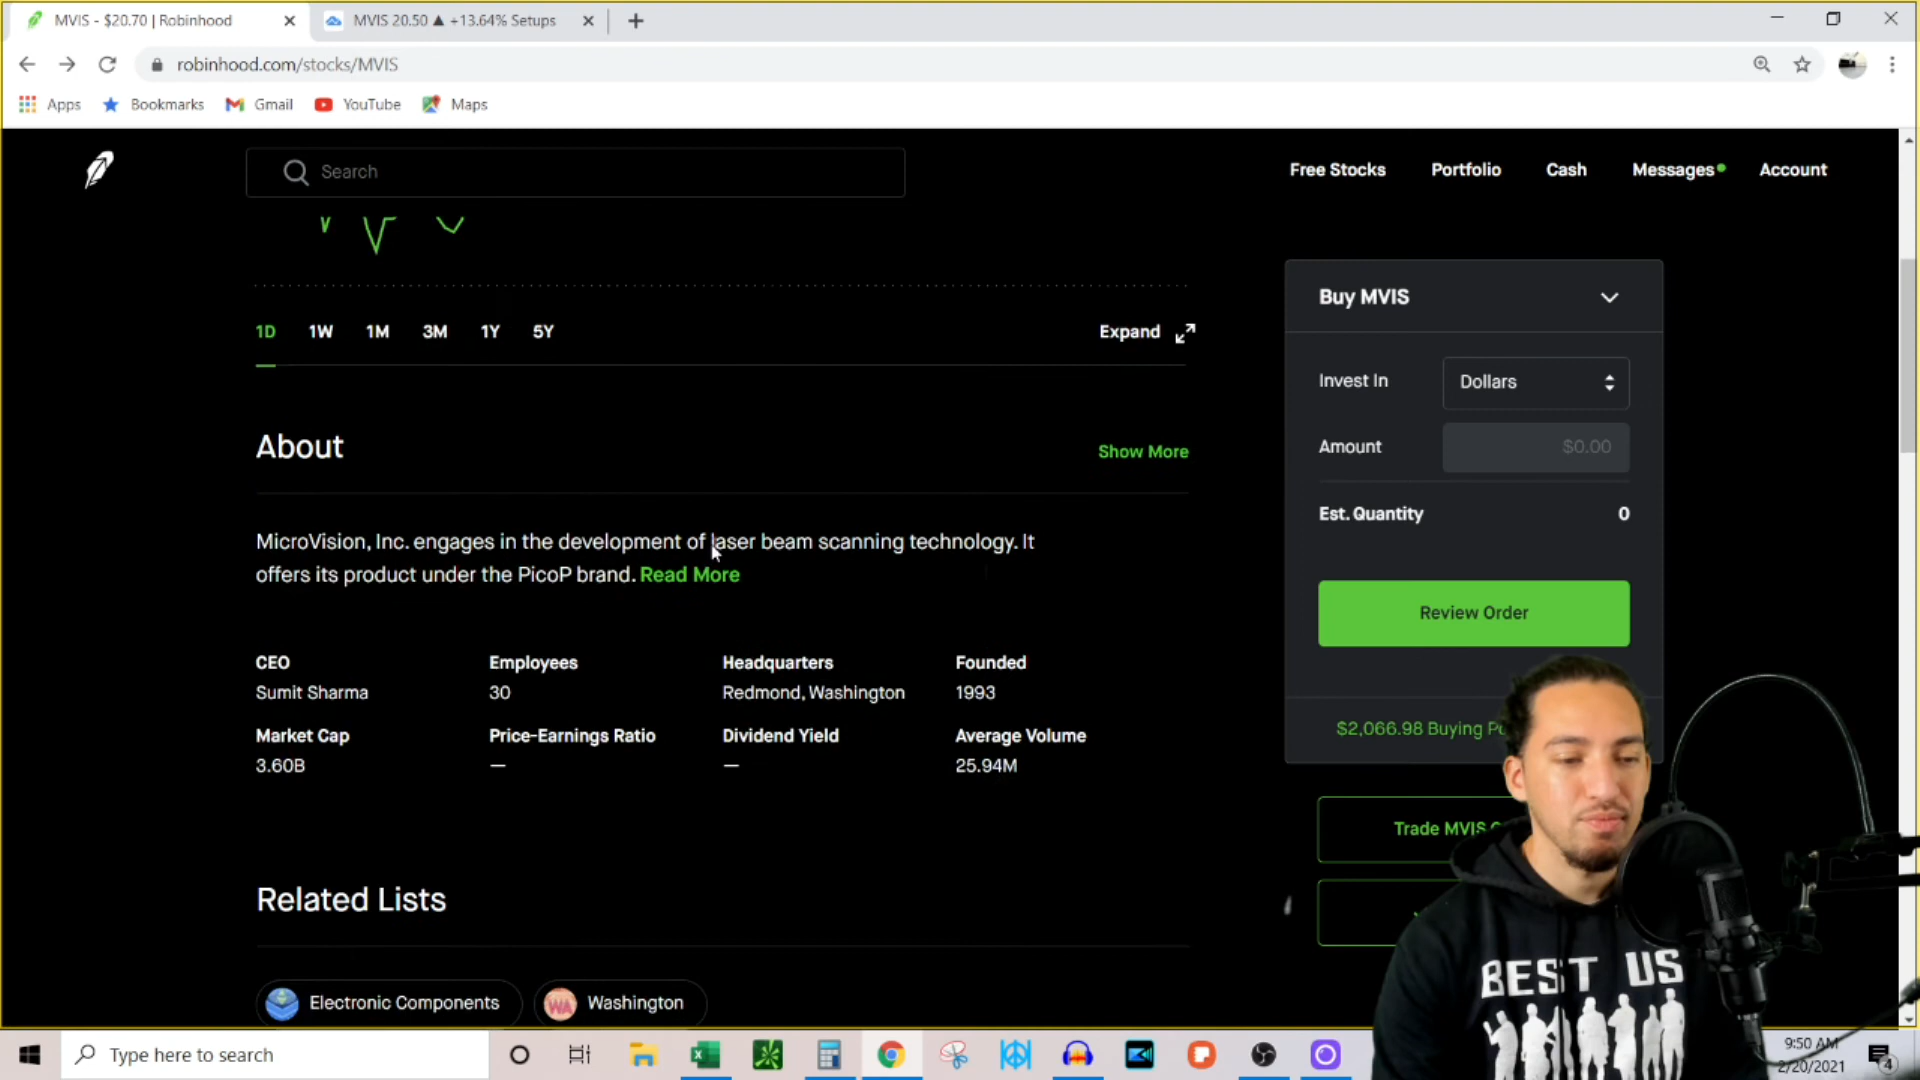 MVIS - $20.70 | Robinhood
MVIS 20.50 ▲ +13.64% Setups
robinhood.com/stocks/MVIS
Apps
Bookmarks
Gmail
YouTube
Maps
Search
Free Stocks
Portfolio
Cash
Messages
Account
1D
1W
1M
3M
1Y
5Y
Expand
Buy MVIS
Invest In
Dollars
Amount
$0.00
Est. Quantity
0
Review Order
$2,066.98 Buying
Trade MVIS
About
Show More
MicroVision, Inc. engages in the development of laser beam scanning technology. It
offers its product under the PicoP brand. Read More
CEO
Employees
Headquarters
Founded
Sumit Sharma
30
Redmond, Washington
1993
Market Cap
Price-Earnings Ratio
Dividend Yield
Average Volume
3.60B
—
—
25.94M
Related Lists
Electronic Components
WA
Washington
BEST US
Type here to search
9:50 AM
2/20/2021
4